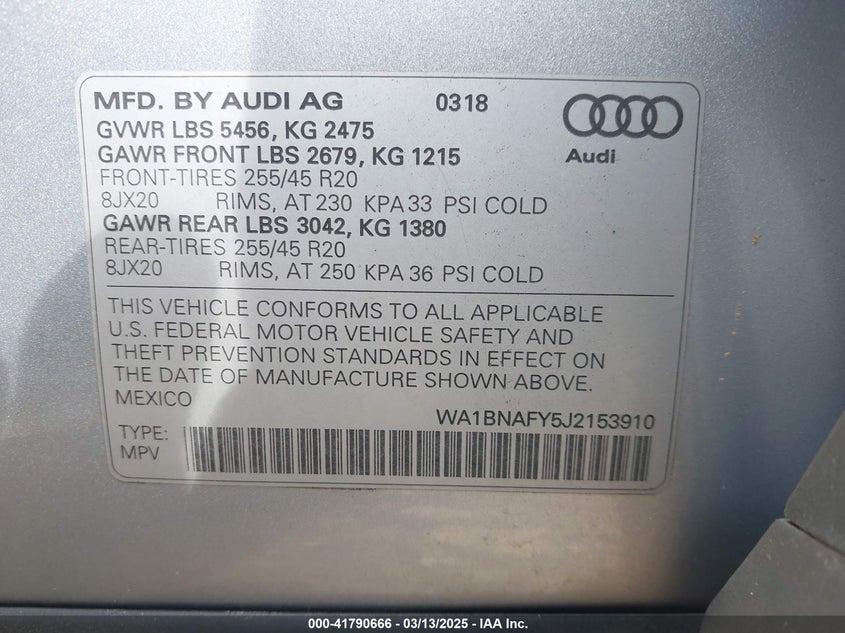 MFD. BY AUDI AG 0318
Audi
GVWR LBS 5456, KG 2475
GAWR FRONT LBS 2679, KG 1215
FRONT-TIRES 255/45 R20
8JX20 RIMS, AT 230 KPA 33 PSI COLD
GAWR REAR LBS 3042, KG 1380
REAR-TIRES 255/45 R20
8JX20 RIMS, AT 250 KPA 36 PSI COLD
THIS VEHICLE CONFORMS TO ALL APPLICABLE
U.S. FEDERAL MOTOR VEHICLE SAFETY AND
THEFT PREVENTION STANDARDS IN EFFECT ON
THE DATE OF MANUFACTURE SHOWN ABOVE.
MEXICO
WA1BNAFY5J2153910
TYPE:
MPV
000-41790666 - 03/13/2025 - IAA Inc.